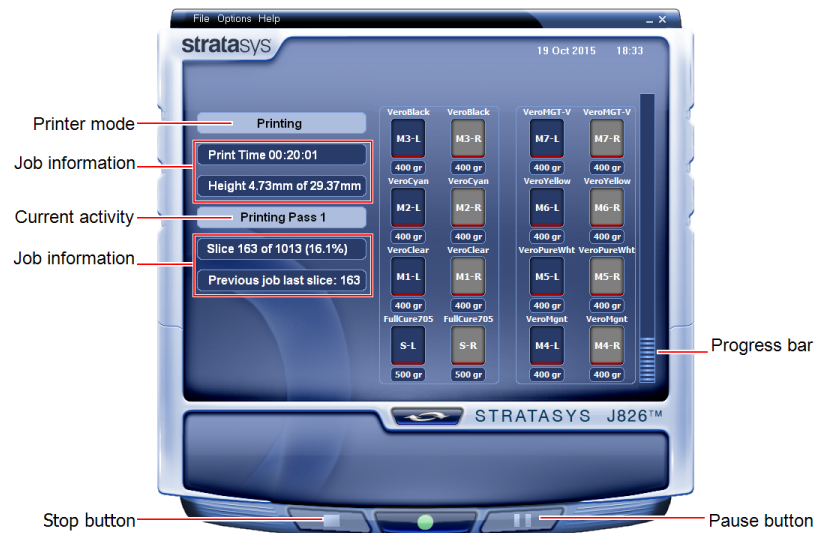 File Options Help
stratasys
19 Oct 2015 18:33
Printer mode
Printing
Job information
Print Time 00:20:01
Height 4.73mm of 29.37mm
Current activity
Printing Pass 1
Job information
Slice 163 of 1013 (16.1%)
Previous job last slice: 163
VeroBlack VeroBlack VeroMGT-V VeroMGT-V
M3-L M3-R M7-L M7-R
400 gr 400 gr 400 gr 400 gr
VeroCyan VeroCyan VeroYellow VeroYellow
M2-L M2-R M6-L M6-R
400 gr 400 gr 400 gr 400 gr
VeroClear VeroClear VeroPureWht VeroPureWht
M1-L M1-R M5-L M5-R
400 gr 400 gr 400 gr 400 gr
FullCure705 FullCure705 VeroMgnt VeroMgnt
S-L S-R M4-L M4-R
500 gr 500 gr 400 gr 400 gr
Progress bar
STRATASYS J826™
Stop button
Pause button